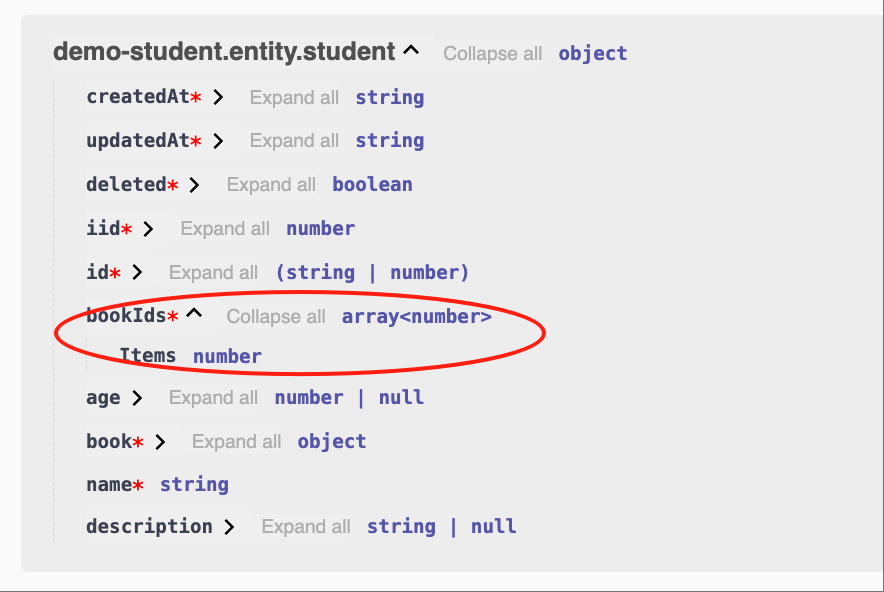 demo-student.entity.student Collapse all object
createdAt* Expand all string
updatedAt* Expand all string
deleted* Expand all boolean
iid* Expand all number
id* Expand all (string | number)
bookIds* Collapse all array<number>
Items number
age Expand all number | null
book* Expand all object
name* string
description Expand all string | null